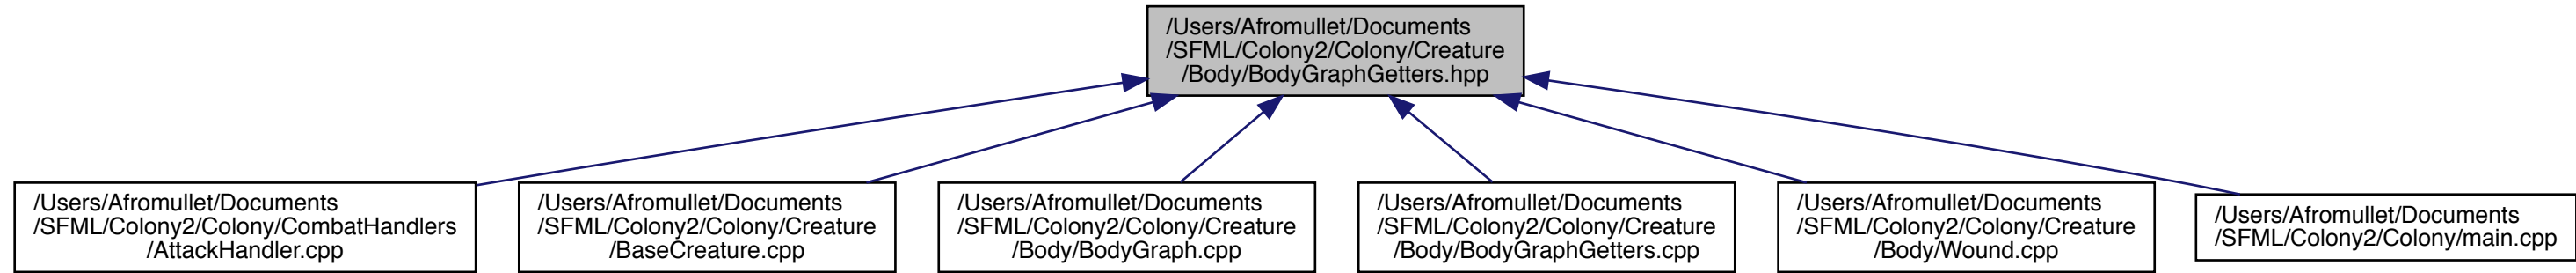 /Users/Afromullet/Documents
/SFML/Colony2/Colony/Creature
/Body/BodyGraphGetters.hpp
/Users/Afromullet/Documents
/SFML/Colony2/Colony/CombatHandlers
/AttackHandler.cpp
/Users/Afromullet/Documents
/SFML/Colony2/Colony/Creature
/BaseCreature.cpp
/Users/Afromullet/Documents
/SFML/Colony2/Colony/Creature
/Body/BodyGraph.cpp
/Users/Afromullet/Documents
/SFML/Colony2/Colony/Creature
/Body/BodyGraphGetters.cpp
/Users/Afromullet/Documents
/SFML/Colony2/Colony/Creature
/Body/Wound.cpp
/Users/Afromullet/Documents
/SFML/Colony2/Colony/main.cpp